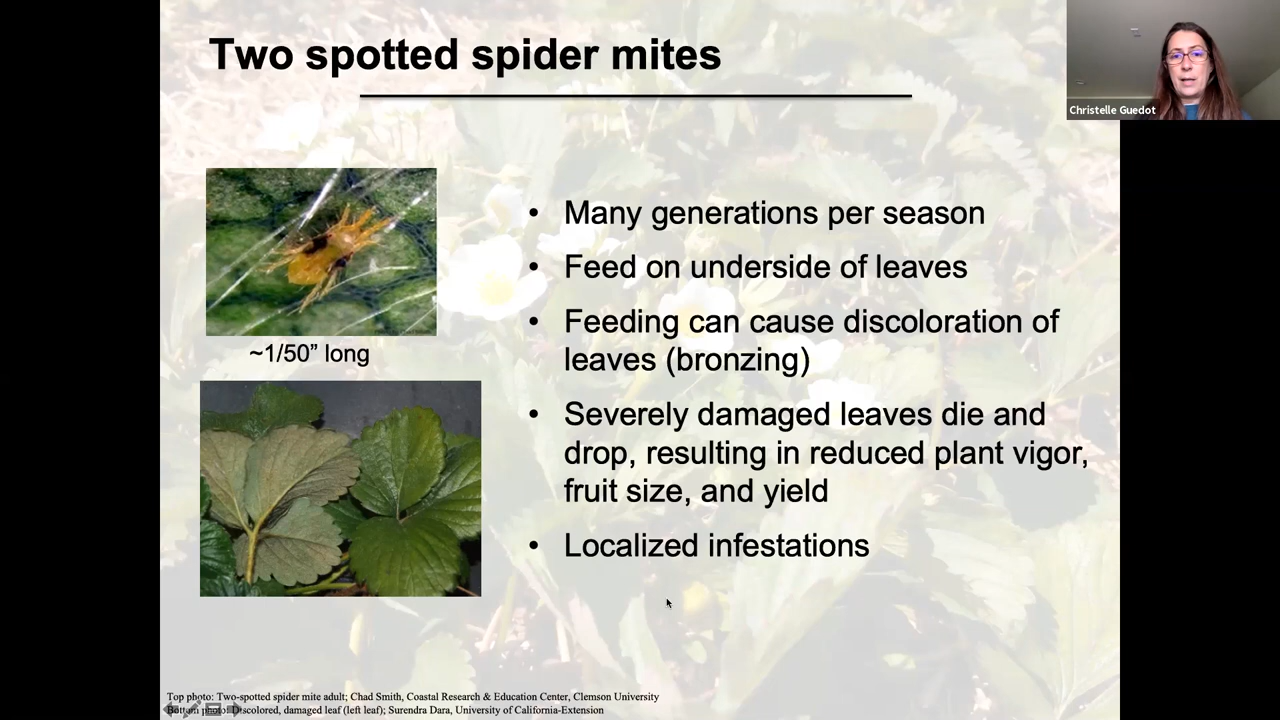 Two spotted spider mites
Christelle Guedot
~1/50” long
• Many generations per season
• Feed on underside of leaves
• Feeding can cause discoloration of
leaves (bronzing)
• Severely damaged leaves die and
drop, resulting in reduced plant vigor,
fruit size, and yield
• Localized infestations
Top photo: Two-spotted spider mite adult; Chad Smith, Coastal Research & Education Center, Clemson University
Bottom photo: Discolored, damaged leaf (left leaf); Surendra Dara, University of California-Extension